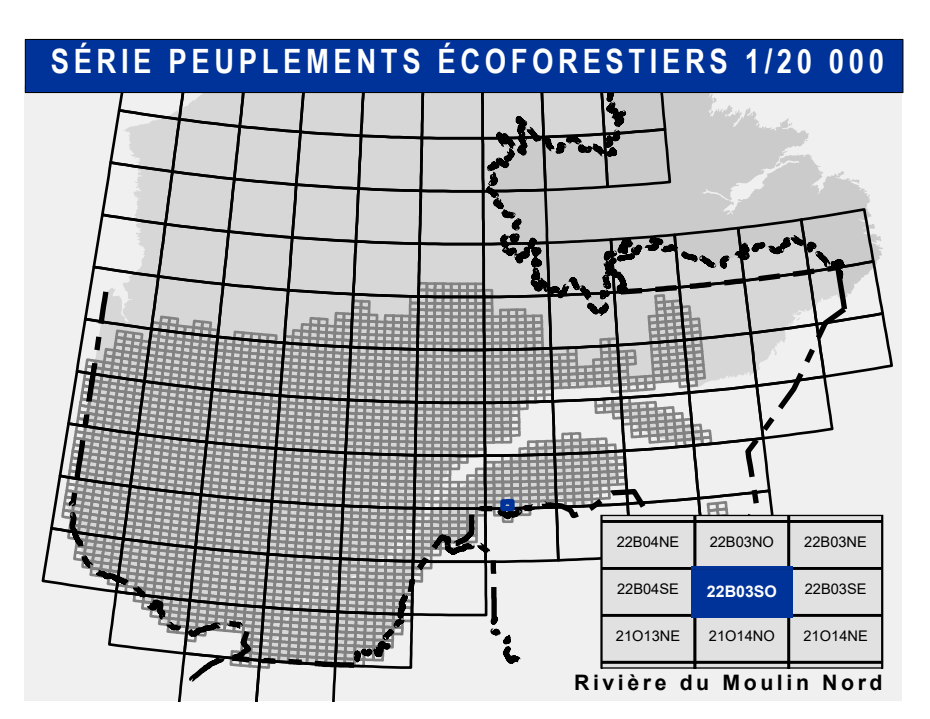 SÉRIE PEUPLEMENTS ÉCOFORESTIERS 1/20 000
22B04NE 22B03NO 22B03NE
22B04SE 22B03SO 22B03SE
21O13NE 21O14NO 21O14NE
Rivière du Moulin Nord